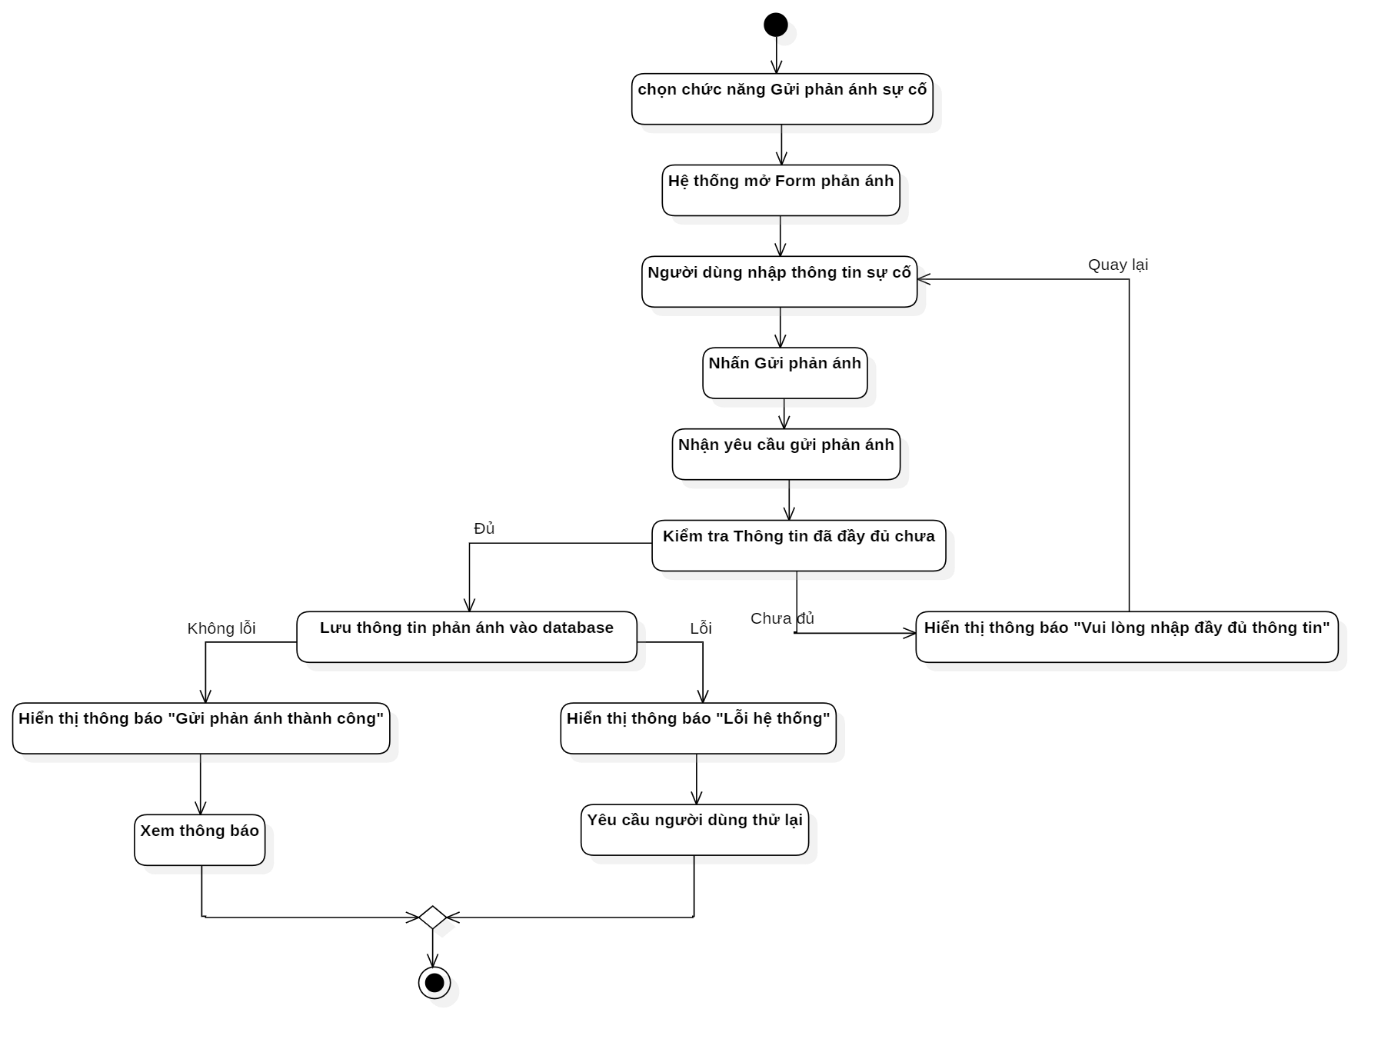 chọn chức năng Gửi phản ánh sự cố
Hệ thống mở Form phản ánh
Quay lại
Người dùng nhập thông tin sự cố
Nhấn Gửi phản ánh
Nhận yêu cầu gửi phản ánh
Đủ
Kiểm tra Thông tin đã đầy đủ chưa
Chưa đủ
Không lỗi
Lưu thông tin phản ánh vào database
Lỗi
Hiển thị thông báo "Vui lòng nhập đầy đủ thông tin"
Hiển thị thông báo "Gửi phản ánh thành công"
Hiển thị thông báo "Lỗi hệ thống"
Yêu cầu người dùng thử lại
Xem thông báo